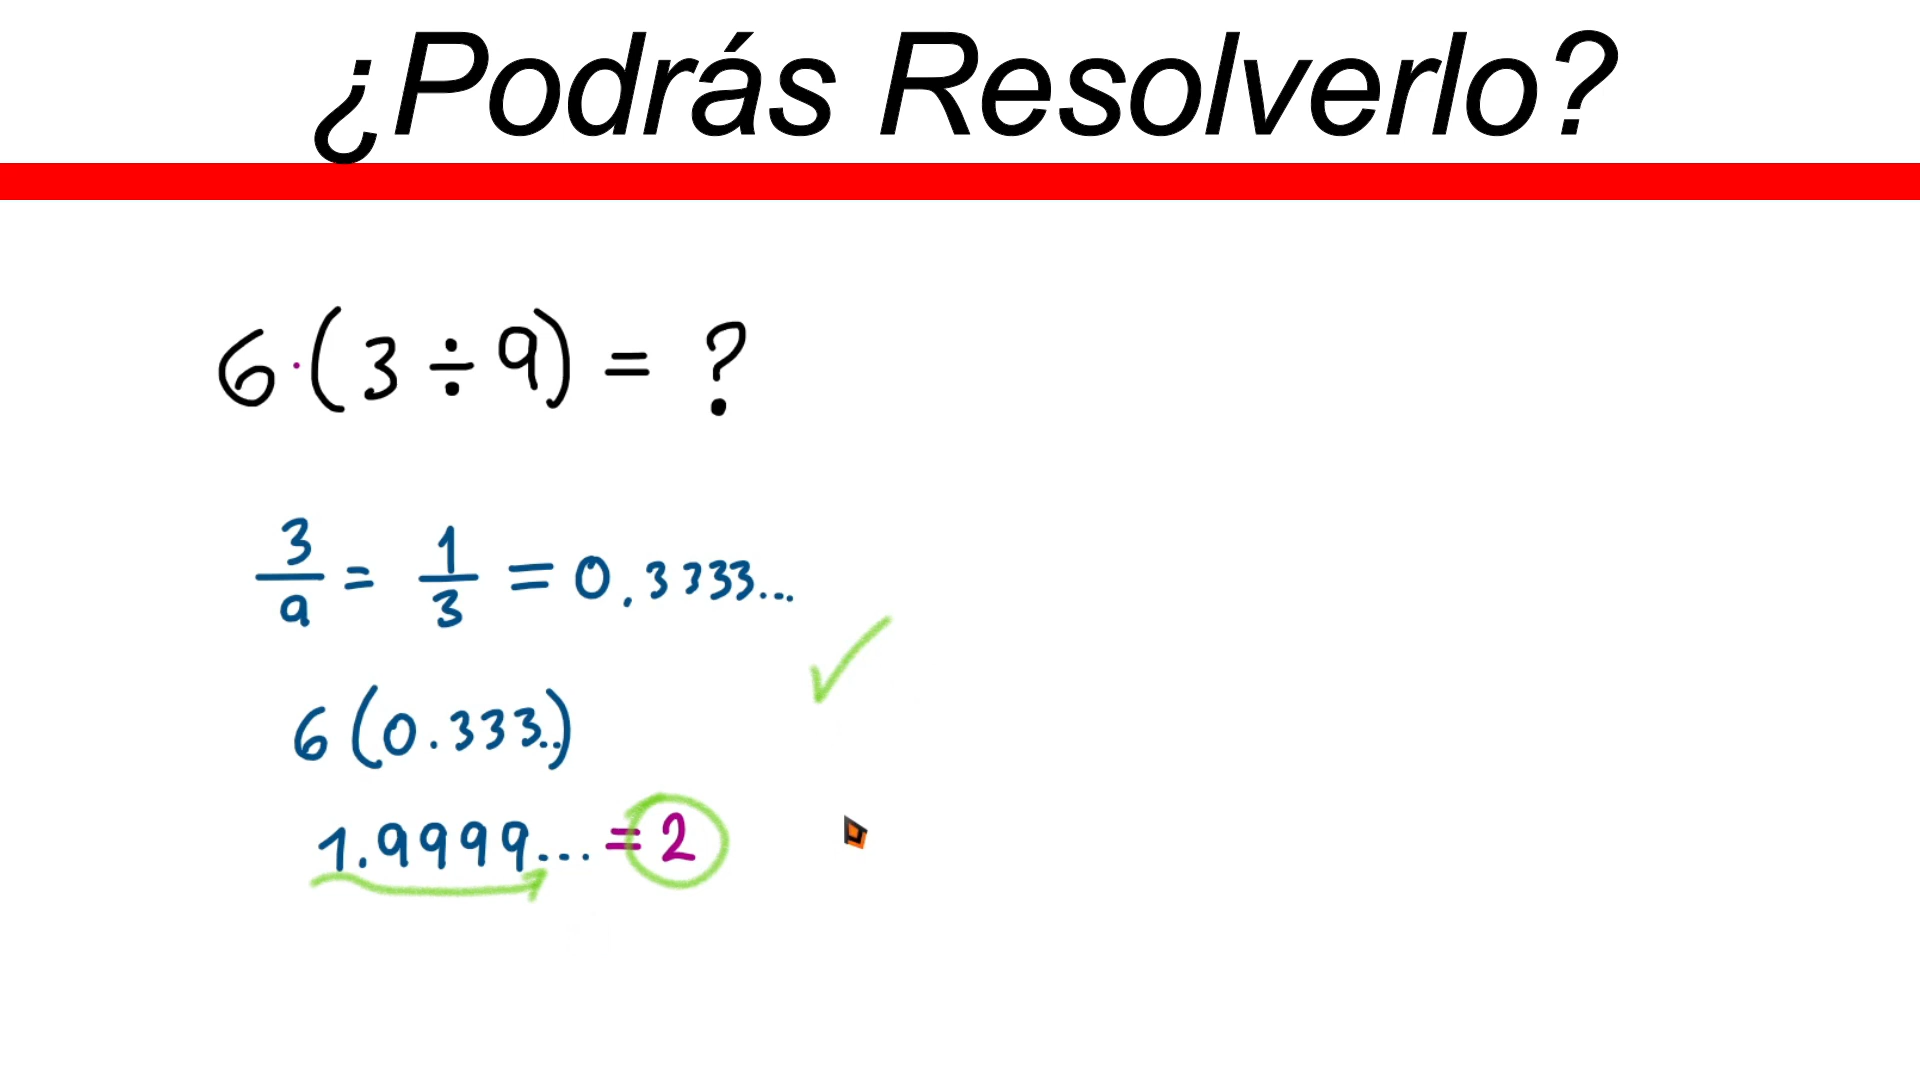 ¿Podrás Resolverlo?
6·(3÷9) = ?
3/9 = 1/3 = 0.3333...
6(0.333..)
1.9999... = 2